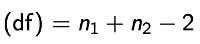 (df) = n₁ + n₂ − 2